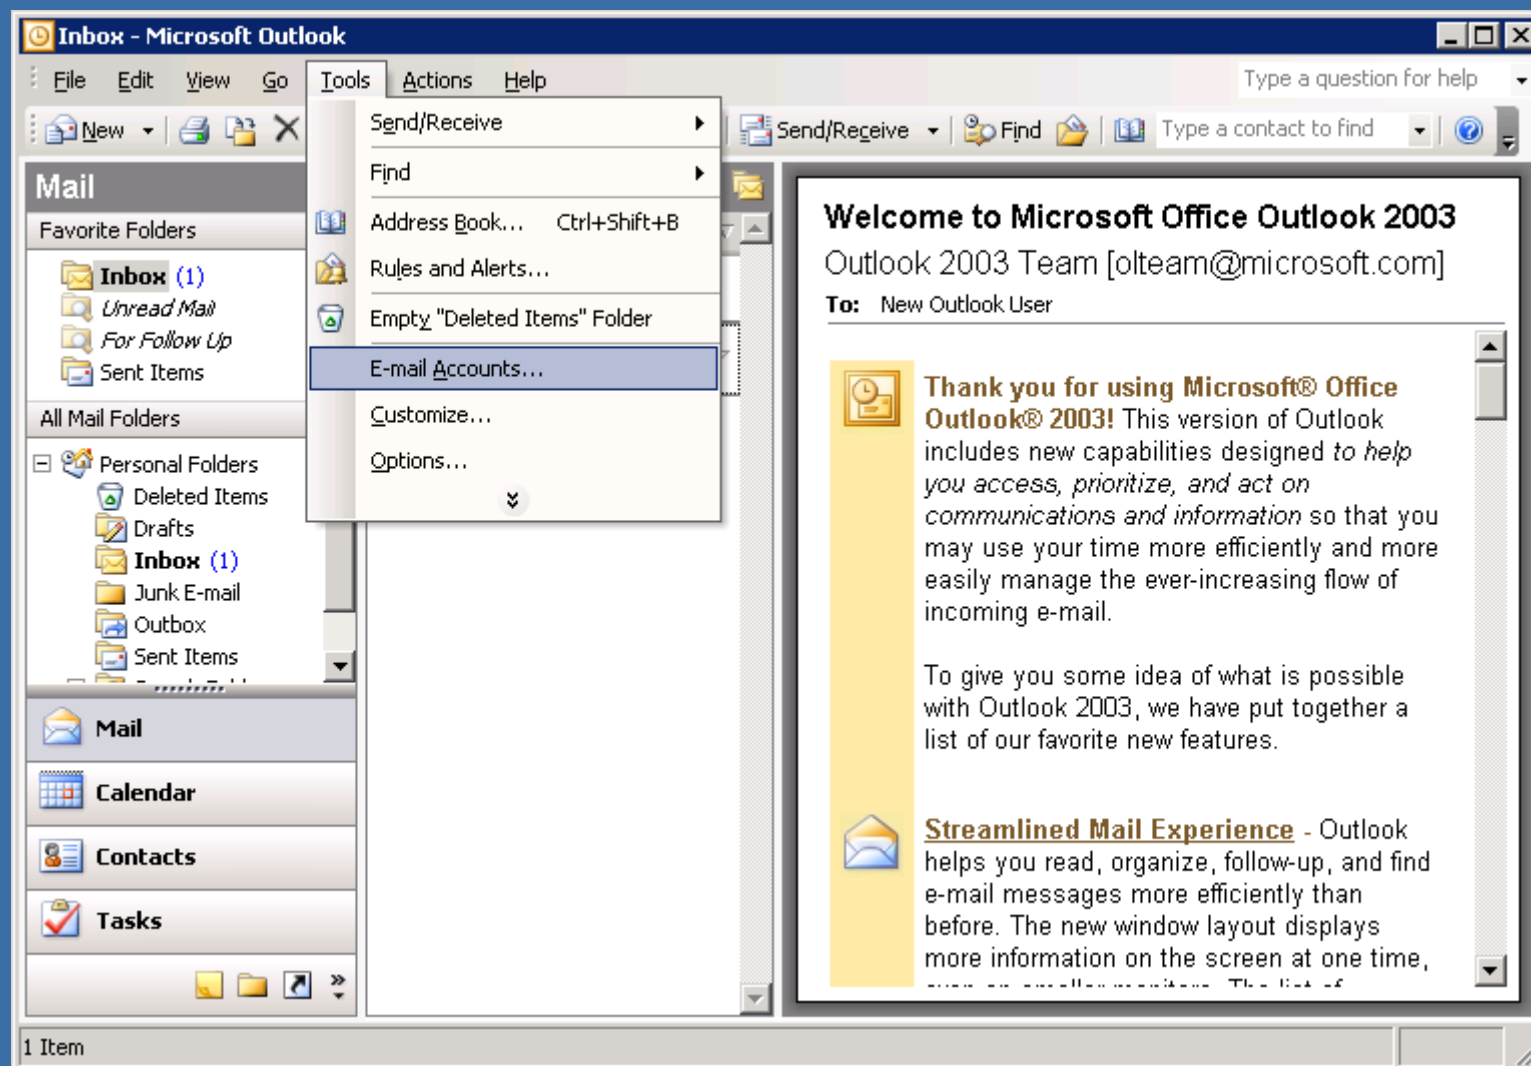 Inbox - Microsoft Outlook
File Edit View Go Tools Actions Help Type a question for help
New Send/Receive Find Type a contact to find
Send/Receive
Find
Address Book... Ctrl+Shift+B
Rules and Alerts...
Empty "Deleted Items" Folder
E-mail Accounts...
Customize...
Options...
Mail
Favorite Folders
Inbox (1)
Unread Mail
For Follow Up
Sent Items
All Mail Folders
Personal Folders
Deleted Items
Drafts
Inbox (1)
Junk E-mail
Outbox
Sent Items
Mail
Calendar
Contacts
Tasks
Welcome to Microsoft Office Outlook 2003
Outlook 2003 Team [olteam@microsoft.com]
To: New Outlook User
Thank you for using Microsoft® Office
Outlook® 2003! This version of Outlook
includes new capabilities designed to help
you access, prioritize, and act on
communications and information so that you
may use your time more efficiently and more
easily manage the ever-increasing flow of
incoming e-mail.
To give you some idea of what is possible
with Outlook 2003, we have put together a
list of our favorite new features.
Streamlined Mail Experience - Outlook
helps you read, organize, follow-up, and find
e-mail messages more efficiently than
before. The new window layout displays
more information on the screen at one time,
1 Item